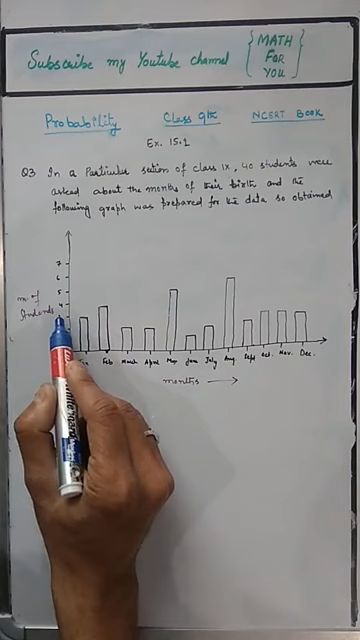 Subscribe my Youtube channel
MATH
FOR
YOU
Probability Class 9th NCERT BOOK
Ex. 15.1
Q3 In a Particular section of class IX, 40 students were
asked about the months of their birth and the
following graph was prepared for the data so obtained
7
6
5
4
Students
Feb March April May June July Aug. Sept Oct. Nov. Dec.
months